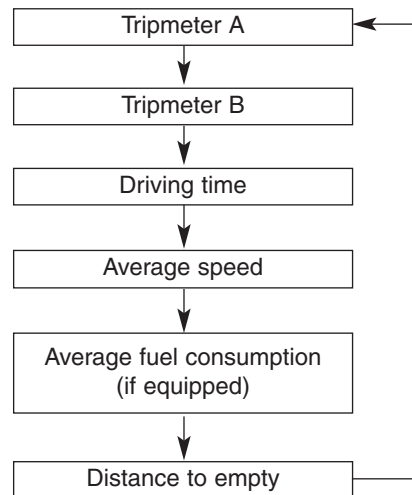 Tripmeter A
Tripmeter B
Driving time
Average speed
Average fuel consumption
(if equipped)
Distance to empty